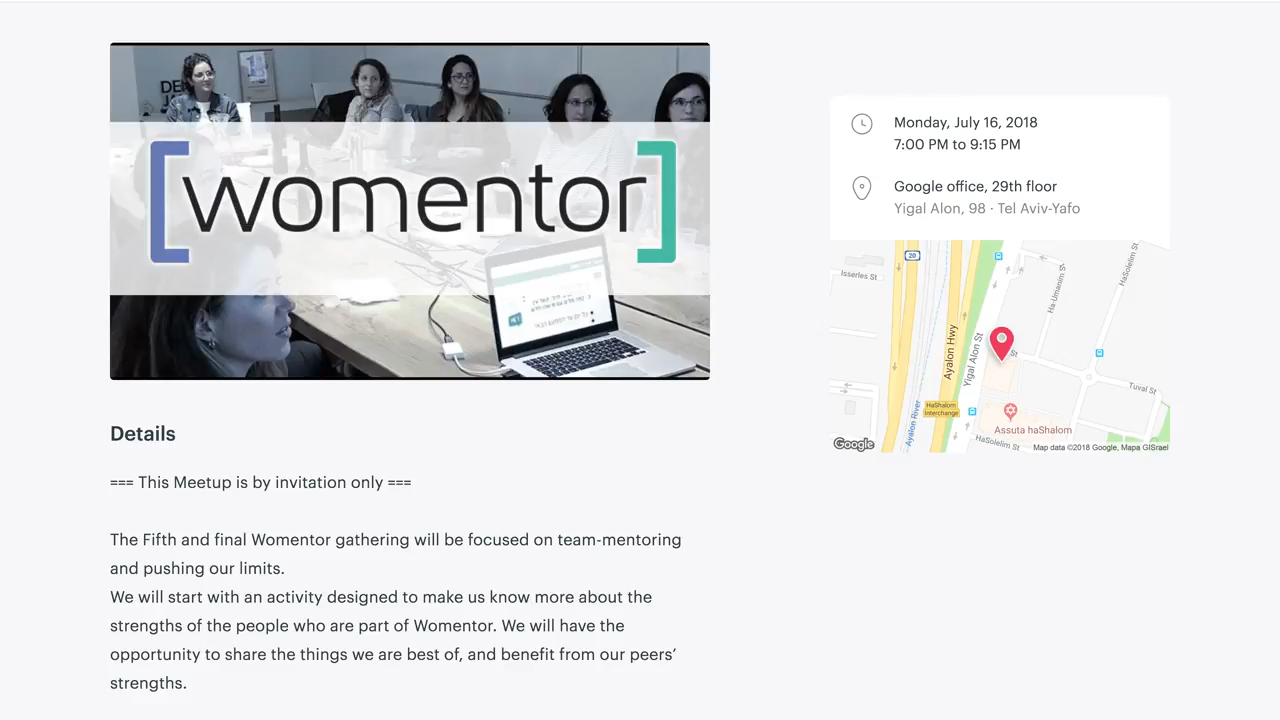 [womentor]
Details
=== This Meetup is by invitation only ===
The Fifth and final Womentor gathering will be focused on team-mentoring
and pushing our limits.
We will start with an activity designed to make us know more about the
strengths of the people who are part of Womentor. We will have the
opportunity to share the things we are best of, and benefit from our peers’
strengths.
Monday, July 16, 2018
7:00 PM to 9:15 PM
Google office, 29th floor
Yigal Alon, 98 · Tel Aviv-Yafo
20
Isserles St
Ha-Umanim St
HaSolelim St
Ayalon Hwy
Yigal Alon St
St
Tuval St
HaShalom
Interchange
Ayalon River
Assuta haShalom
HaSolelim St
Google
Map data ©2018 Google, Mapa GISrael